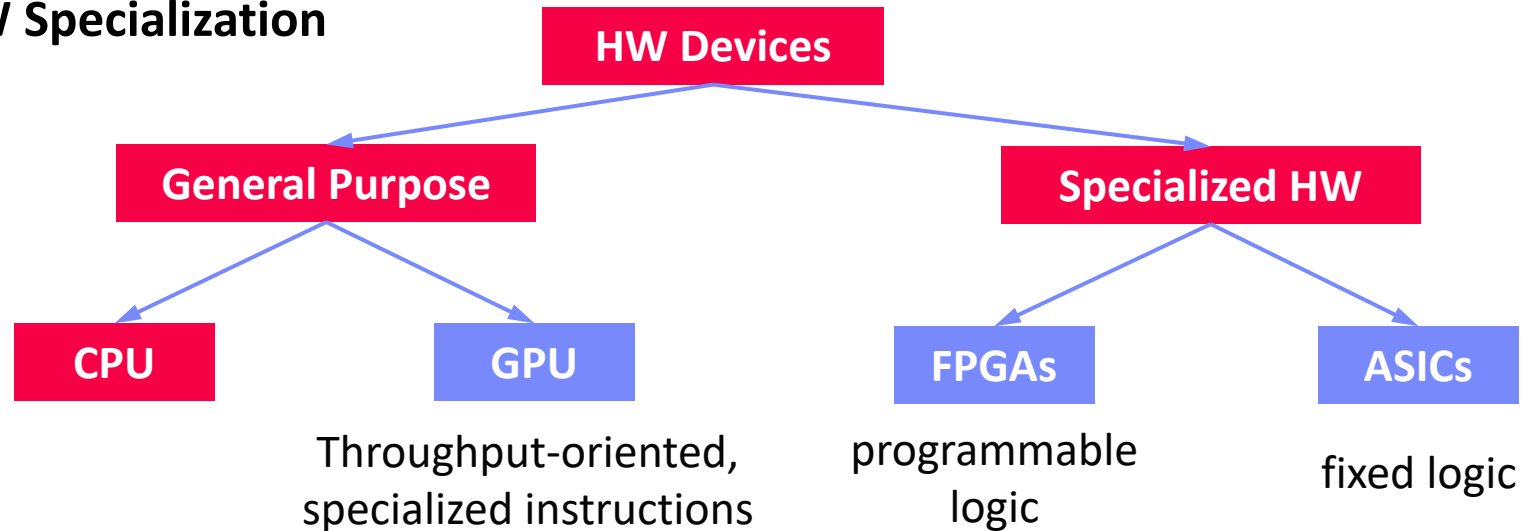 Specialization
HW Devices
General Purpose
Specialized HW
CPU
GPU
FPGAs
ASICs
Throughput-oriented,
specialized instructions
programmable
logic
fixed logic